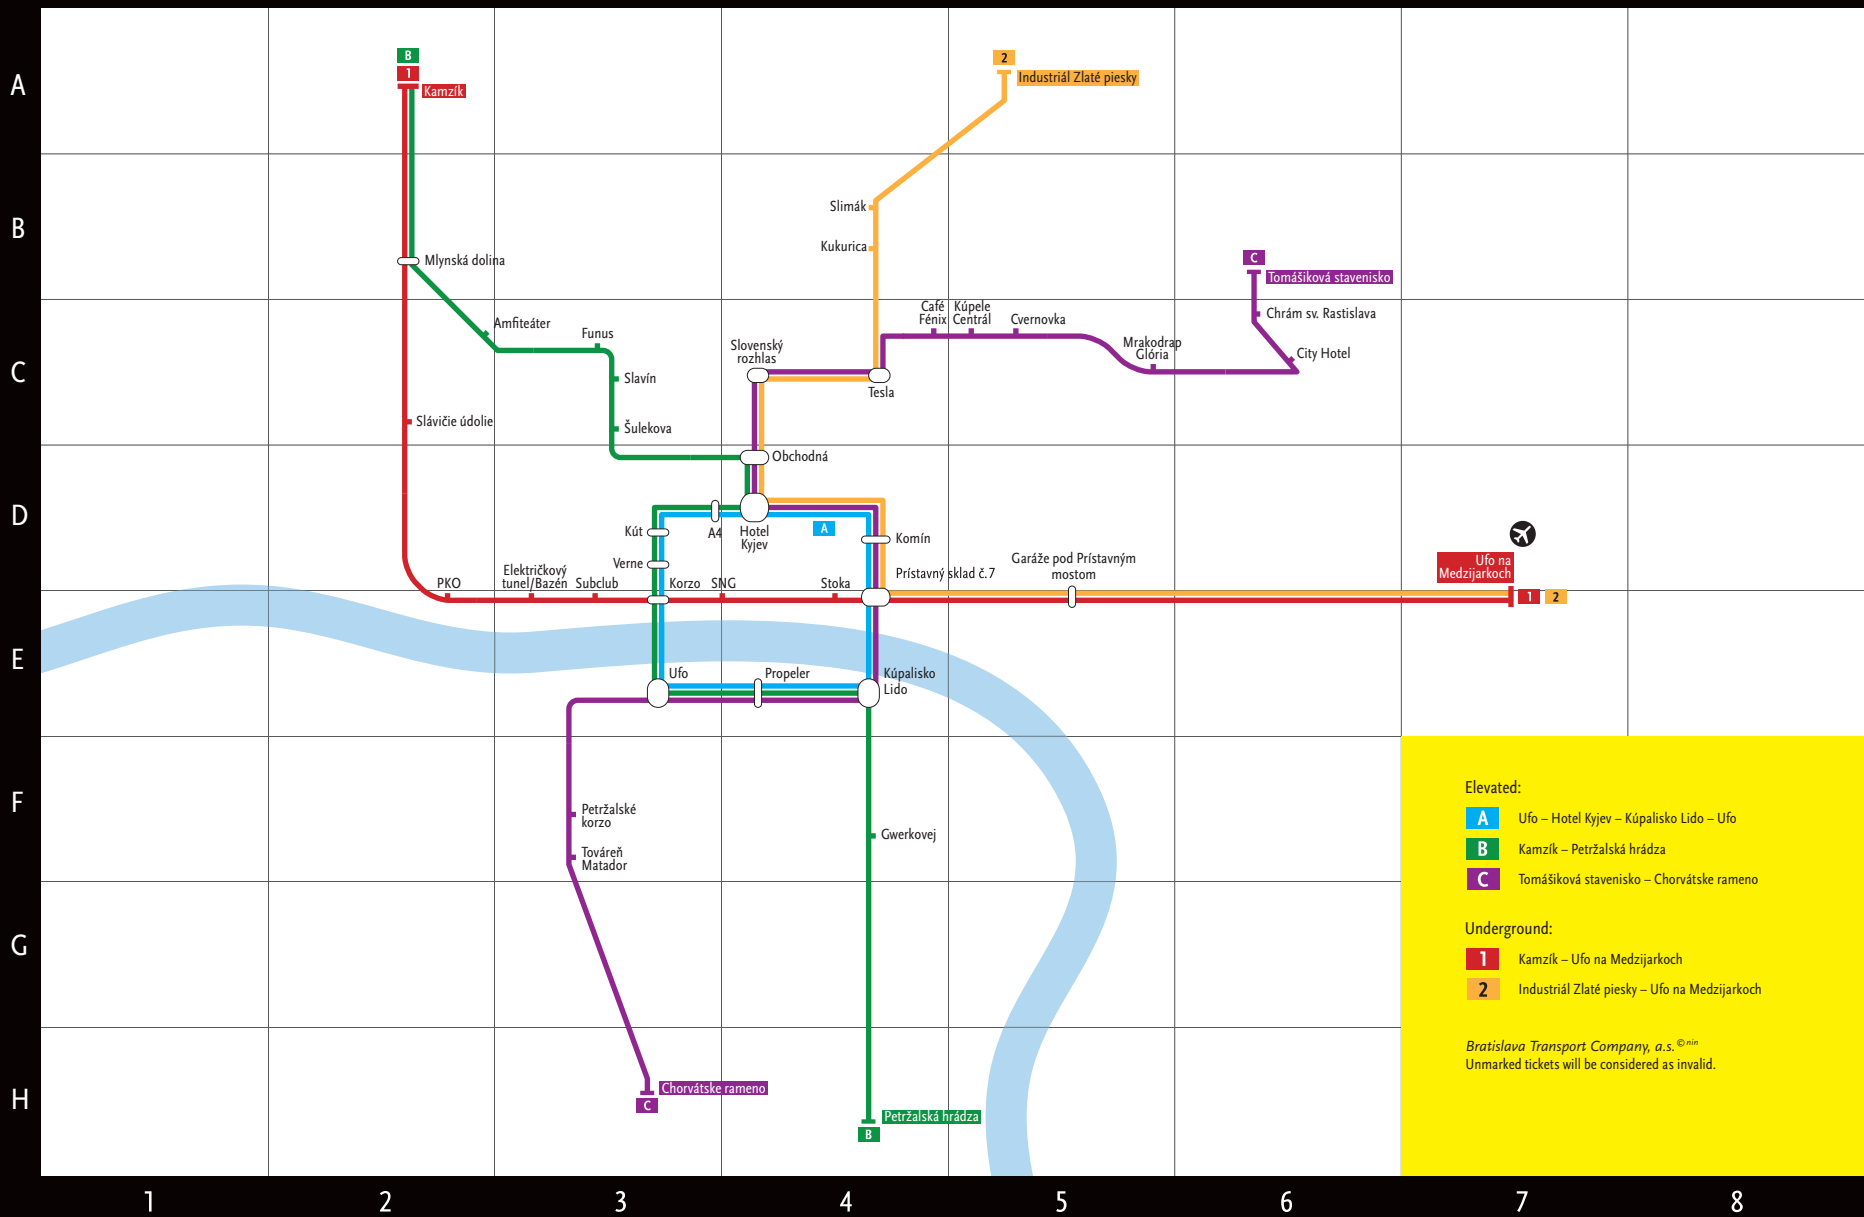 A
B
C
D
E
F
G
H
1
2
3
4
5
6
7
8
B
1
Kamzík
2
Industriál Zlaté piesky
Slimák
Kukurica
Mlynská dolina
C
Tomášiková stavenisko
Chrám sv. Rastislava
City Hotel
Café
Fénix
Kúpele
Centrál
Cvernovka
Mrakodrap
Glória
Amfiteáter
Funus
Slavín
Šulekova
Slovenský
rozhlas
Tesla
Slávičie údolie
Obchodná
Kút
A4
Hotel
Kyjev
A
Komín
Verne
PKO
Električkový
tunel/Bazén
Subclub
Korzo
SNG
Stoka
Prístavný sklad č.7
Garáže pod Prístavným
mostom
Ufo na
Medzijarkoch
1
2
Ufo
Propeler
Kúpalisko
Lido
Petržalské
korzo
Továreň
Matador
Gwerkovej
Chorvátske rameno
C
Petržalská hrádza
B
Elevated:
A Ufo – Hotel Kyjev – Kúpalisko Lido – Ufo
B Kamzík – Petržalská hrádza
C Tomášiková stavenisko – Chorvátske rameno
Underground:
1 Kamzík – Ufo na Medzijarkoch
2 Industriál Zlaté piesky – Ufo na Medzijarkoch
Bratislava Transport Company, a.s.© nin
Unmarked tickets will be considered as invalid.